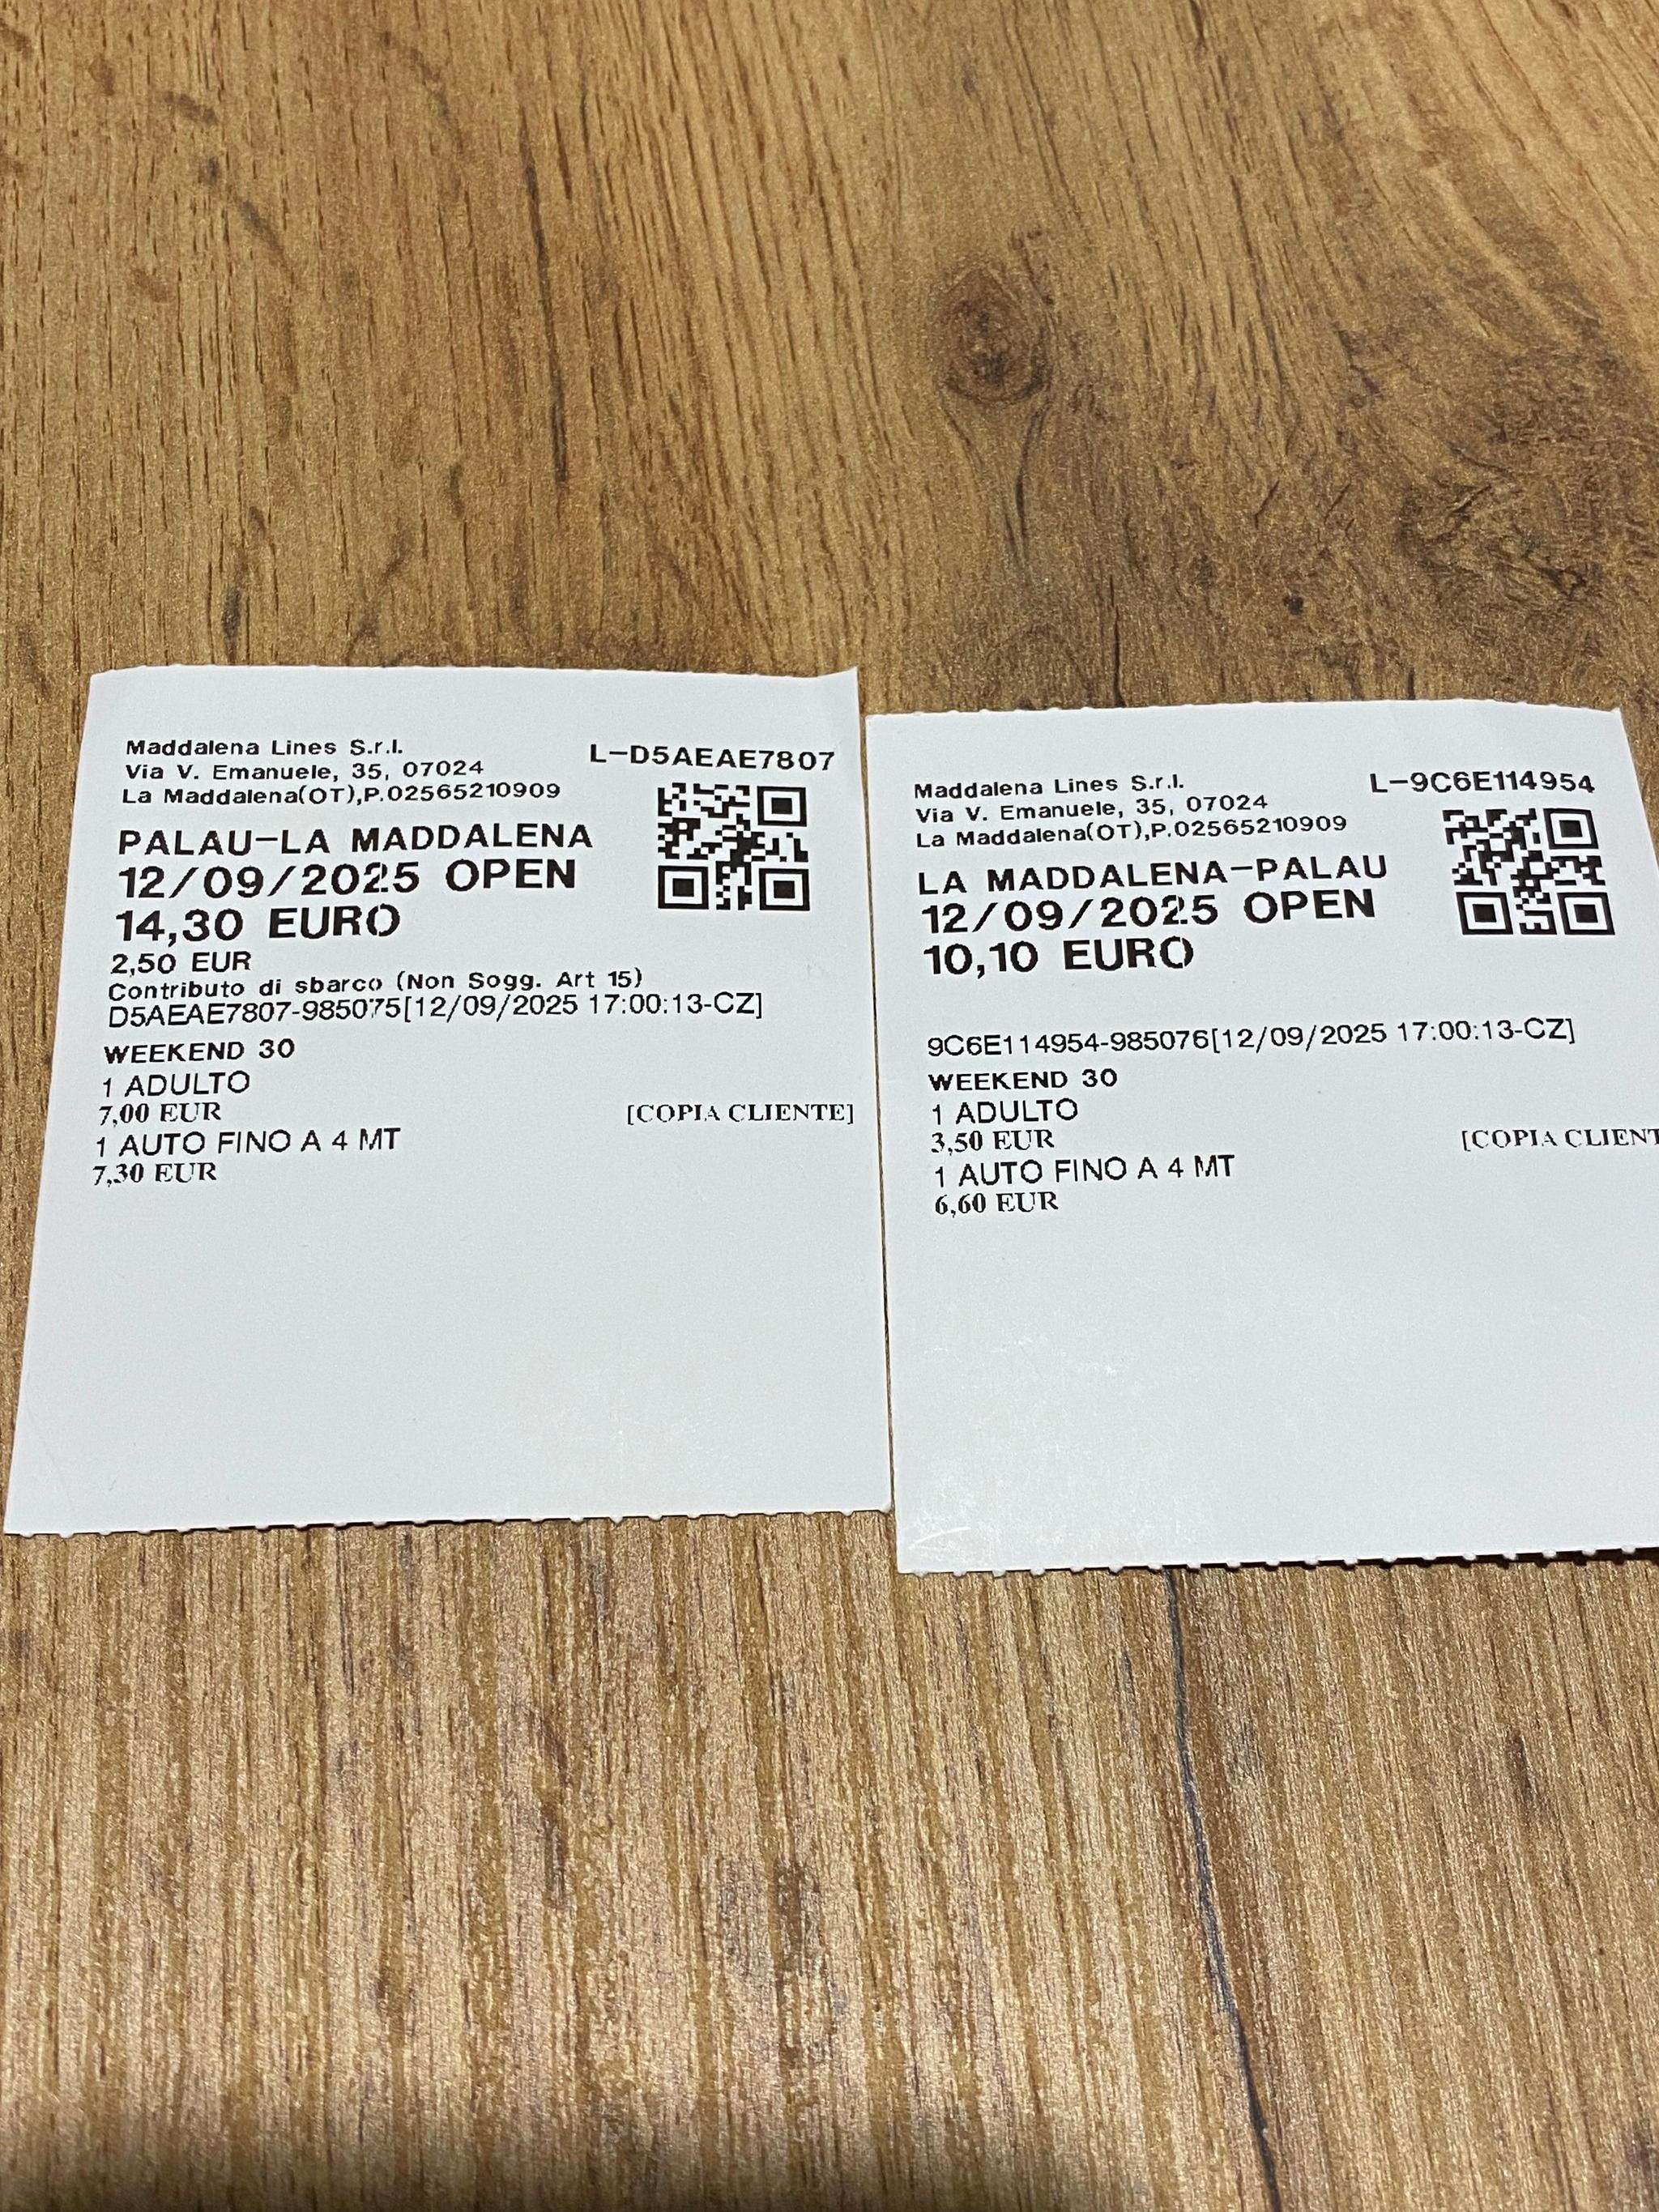 Maddalena Lines S.r.l.
Via V. Emanuele, 35, 07024
La Maddalena(OT),P.02565210909
L-D5AEAE7807
PALAU-LA MADDALENA
12/09/2025 OPEN
14,30 EURO
2,50 EUR
Contributo di sbarco (Non Sogg. Art 15)
D5AEAE7807-985075[12/09/2025 17:00:13-CZ]
WEEKEND 30
1 ADULTO
7,00 EUR
[COPIA CLIENTE]
1 AUTO FINO A 4 MT
7,30 EUR
Maddalena Lines S.r.l.
Via V. Emanuele, 35, 07024
La Maddalena(OT),P.02565210909
L-9C6E114954
LA MADDALENA-PALAU
12/09/2025 OPEN
10,10 EURO
9C6E114954-985076[12/09/2025 17:00:13-CZ]
WEEKEND 30
1 ADULTO
3,50 EUR
[COPIA CLIENT
1 AUTO FINO A 4 MT
6,60 EUR